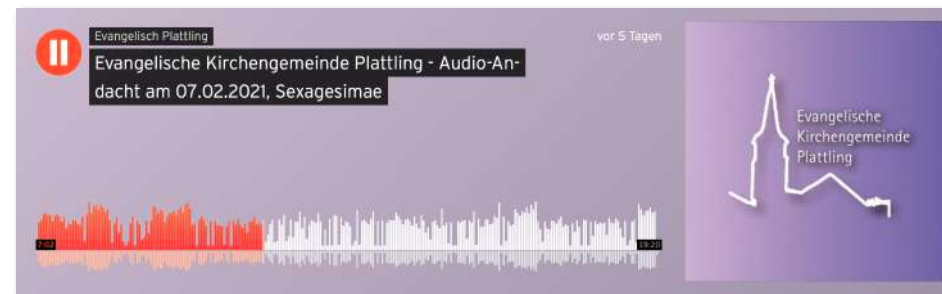 Evangelisch Plattling
vor 5 Tagen
Evangelische Kirchengemeinde Plattling - Audio-An-
dacht am 07.02.2021, Sexagesimae
7:02
19:20
Evangelische
Kirchengemeinde
Plattling